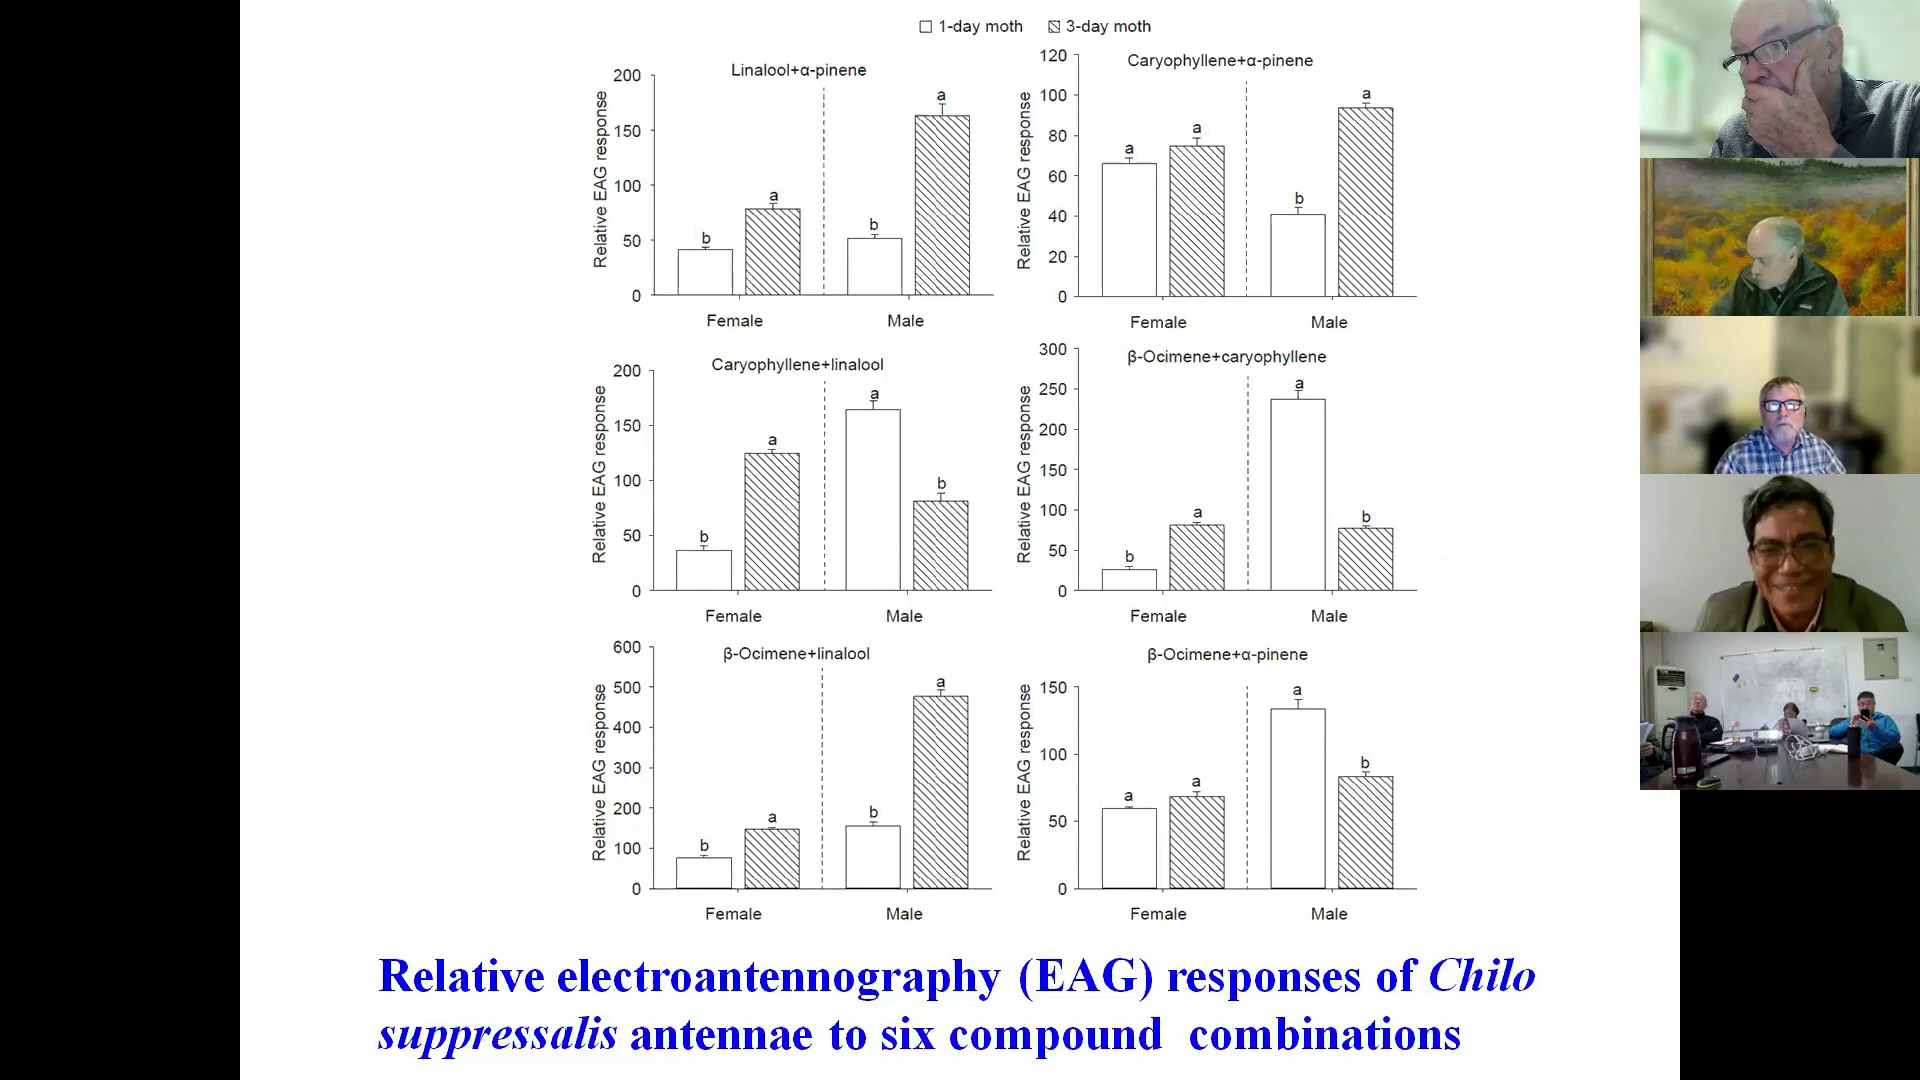 1-day moth 3-day moth
Linalool+α-pinene
Relative EAG response
200
150
100
50
0
b
a
b
a
Female
Male
Caryophyllene+α-pinene
Relative EAG response
120
100
80
60
40
20
0
a
a
b
a
Female
Male
Caryophyllene+linalool
Relative EAG response
200
150
100
50
0
b
a
a
b
Female
Male
β-Ocimene+caryophyllene
Relative EAG response
300
250
200
150
100
50
0
b
a
a
b
Female
Male
β-Ocimene+linalool
Relative EAG response
600
500
400
300
200
100
0
b
a
b
a
Female
Male
β-Ocimene+α-pinene
Relative EAG response
150
100
50
0
a
a
a
b
Female
Male
Relative electroantennography (EAG) responses of Chilo
suppressalis antennae to six compound combinations